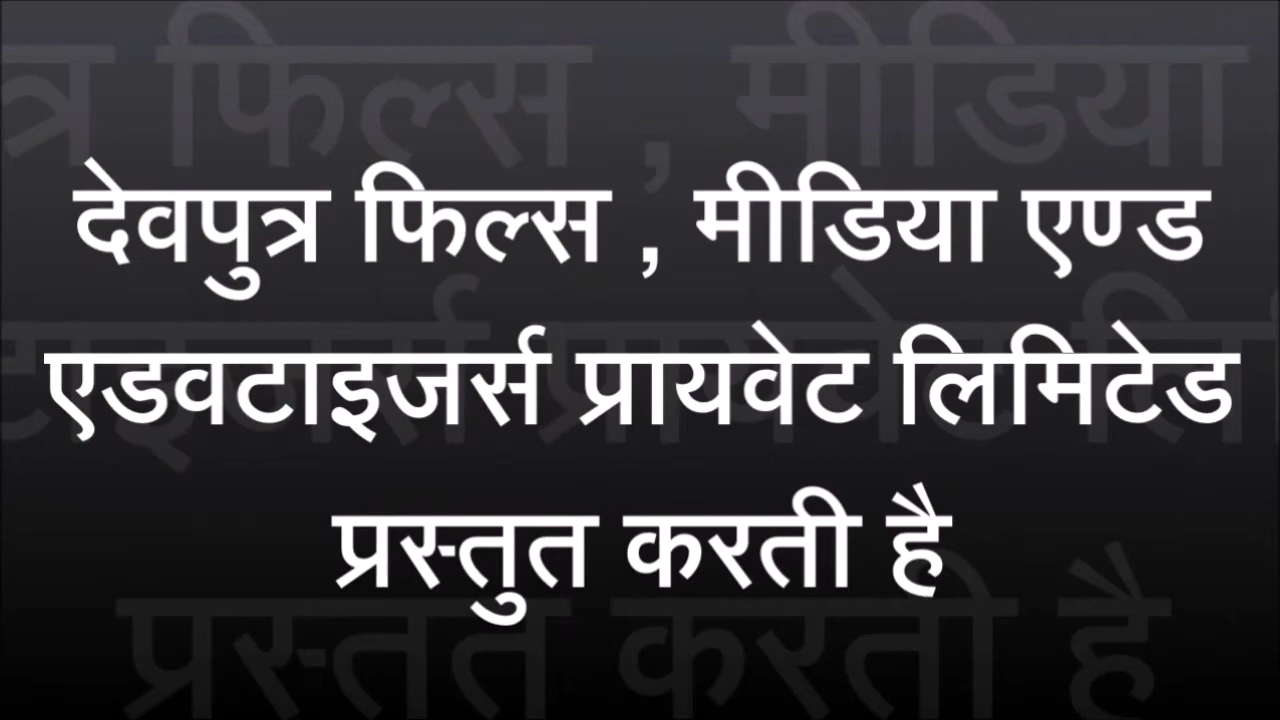 देवपुत्र फिल्स , मीडिया एण्ड
एडवटाइजर्स प्रायवेट लिमिटेड
प्रस्तुत करती है